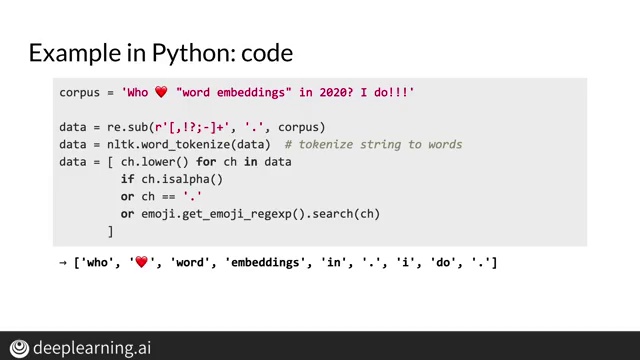 Example in Python: code
corpus = 'Who ❤️ "word embeddings" in 2020? I do!!!'
data = re.sub(r'[,!?;-]+', '.', corpus)
data = nltk.word_tokenize(data)  # tokenize string to words
data = [ ch.lower() for ch in data
if ch.isalpha()
or ch == '.'
or emoji.get_emoji_regexp().search(ch)
]
→ ['who', '❤️', 'word', 'embeddings', 'in', '.', 'i', 'do', '.']
deeplearning.ai